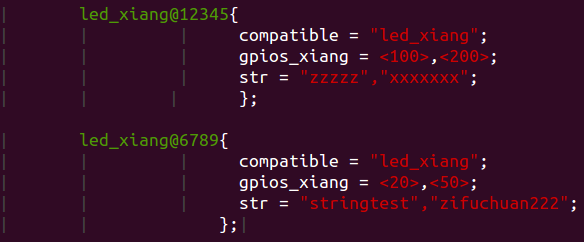 led_xiang@12345{
compatible = "led_xiang";
gpios_xiang = <100>,<200>;
str = "zzzzz","xxxxxxx";
};
led_xiang@6789{
compatible = "led_xiang";
gpios_xiang = <20>,<50>;
str = "stringtest","zifuchuan222";
};